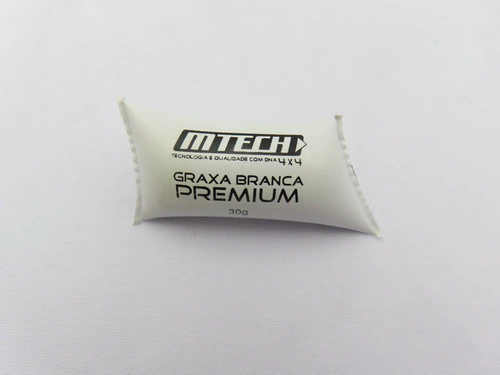 MTECH
TECNOLOGIA E QUALIDADE COM DNA 4x4
GRAXA BRANCA
PREMIUM
30g